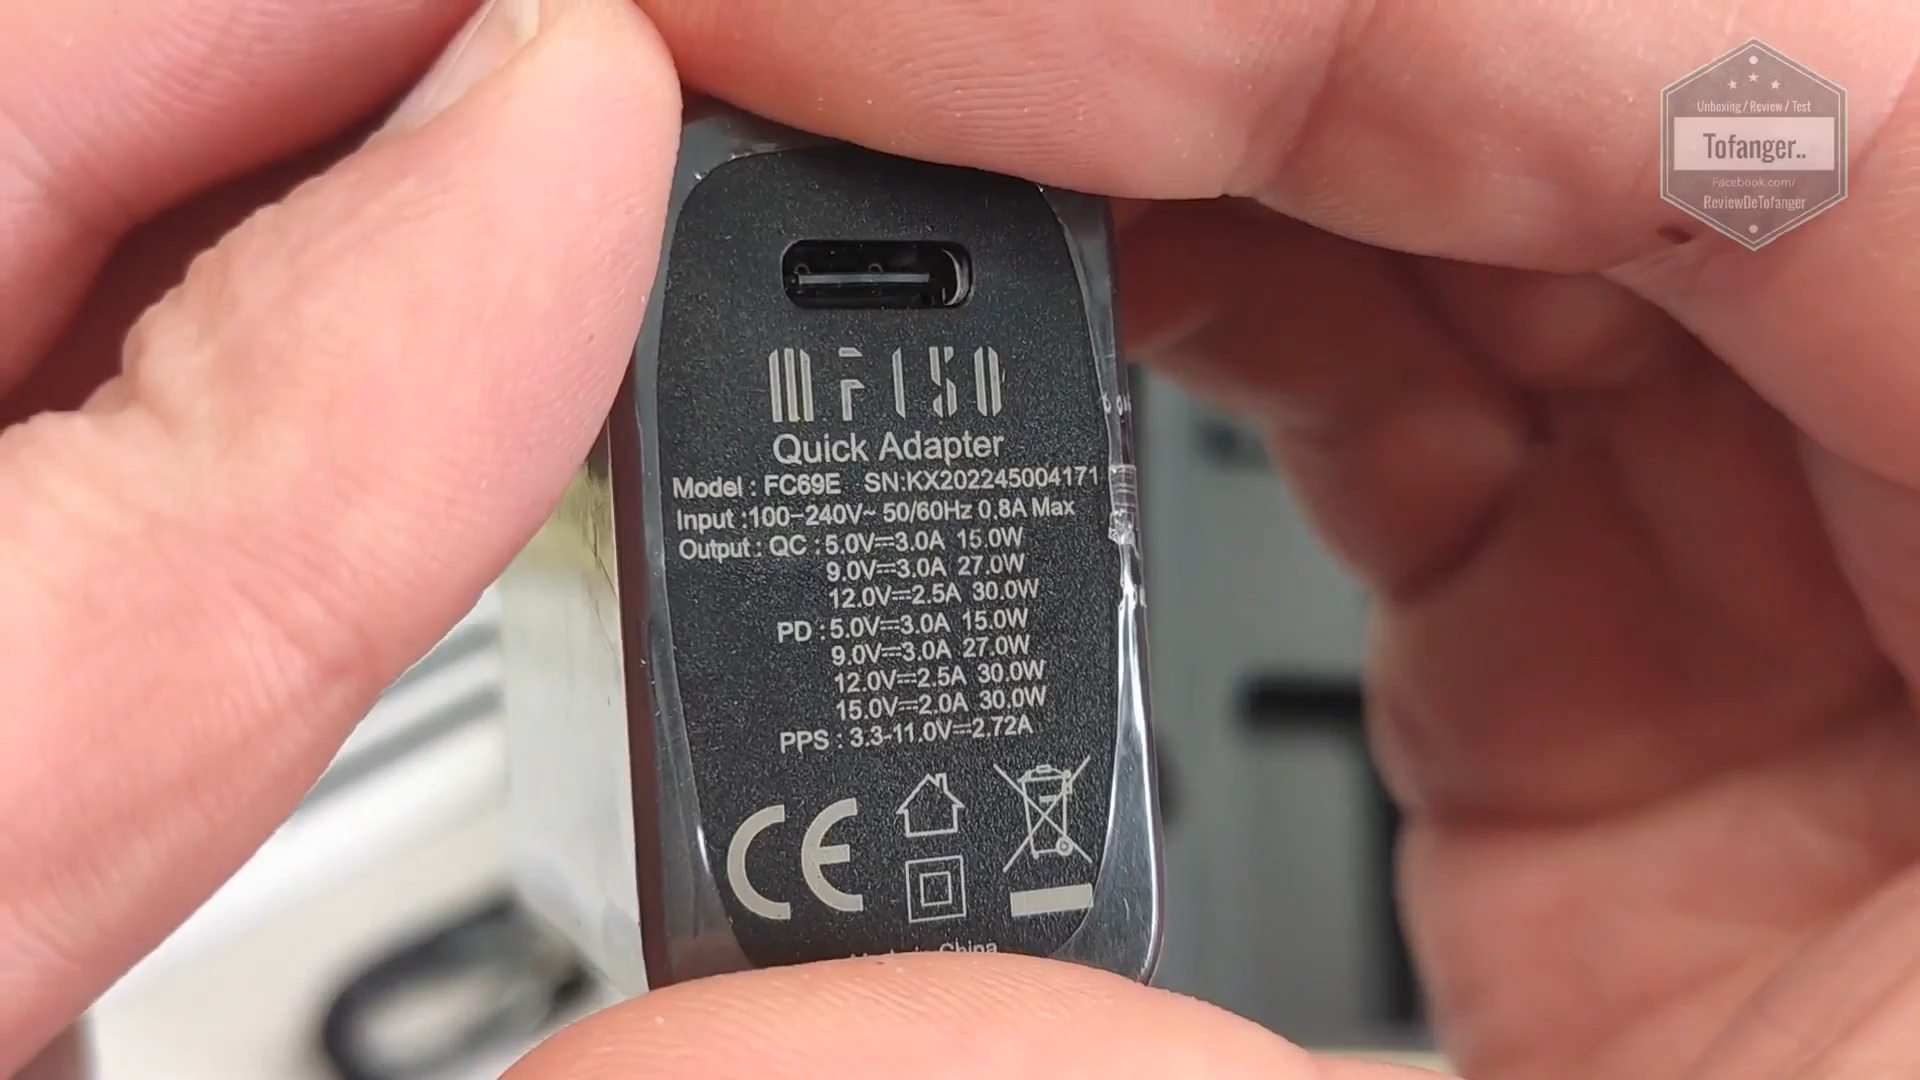 Unboxing / Review / Test
Tofanger..
Facebook.com/
ReviewDeTofanger
Quick Adapter
Model : FC69E SN:KX202245004171
Input :100-240V~ 50/60Hz 0.8A Max
Output : QC : 5.0V⎓3.0A 15.0W
9.0V⎓3.0A 27.0W
12.0V⎓2.5A 30.0W
PD : 5.0V⎓3.0A 15.0W
9.0V⎓3.0A 27.0W
12.0V⎓2.5A 30.0W
15.0V⎓2.0A 30.0W
PPS : 3.3-11.0V⎓2.72A
CE
China